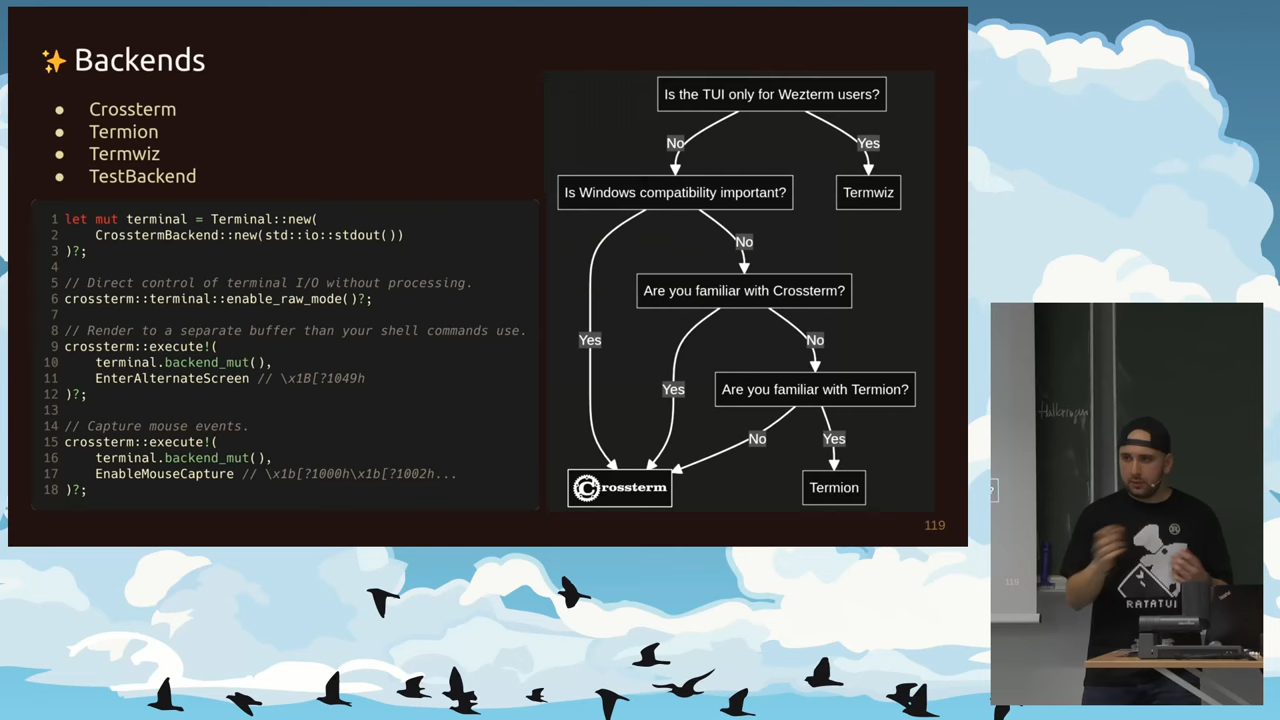 ✨ Backends
● Crossterm
● Termion
● Termwiz
● TestBackend
1 let mut terminal = Terminal::new(
2     CrosstermBackend::new(std::io::stdout())
3 )?;
4
5 // Direct control of terminal I/O without processing.
6 crossterm::terminal::enable_raw_mode()?;
7
8 // Render to a separate buffer than your shell commands use.
9 crossterm::execute!(
10     terminal.backend_mut(),
11     EnterAlternateScreen // \x1B[?1049h
12 )?;
13
14 // Capture mouse events.
15 crossterm::execute!(
16     terminal.backend_mut(),
17     EnableMouseCapture // \x1b[?1000h\x1b[?1002h...
18 )?;
Is the TUI only for Wezterm users?
No
Yes
Is Windows compatibility important?
Termwiz
No
Are you familiar with Crossterm?
Yes
No
Yes
Are you familiar with Termion?
No
Yes
Crossterm
Termion
119
?
119
RATATUI